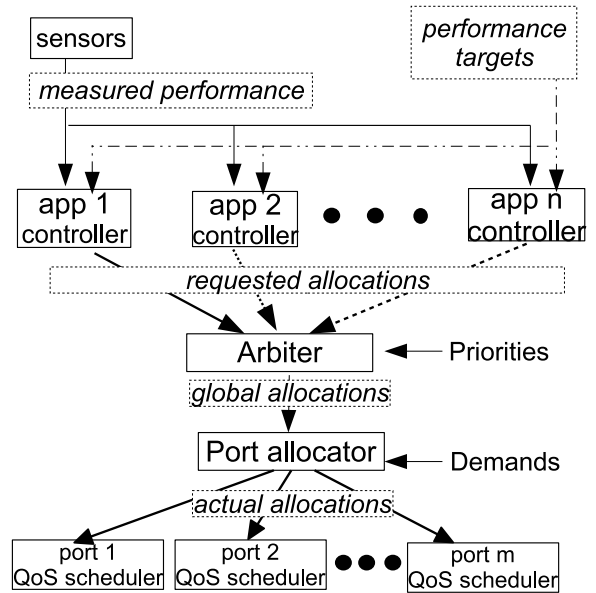 sensors
performance
targets
measured performance
app 1
controller
app 2
controller
app n
controller
requested allocations
Arbiter
Priorities
global allocations
Port allocator
Demands
actual allocations
port 1
QoS scheduler
port 2
QoS scheduler
port m
QoS scheduler